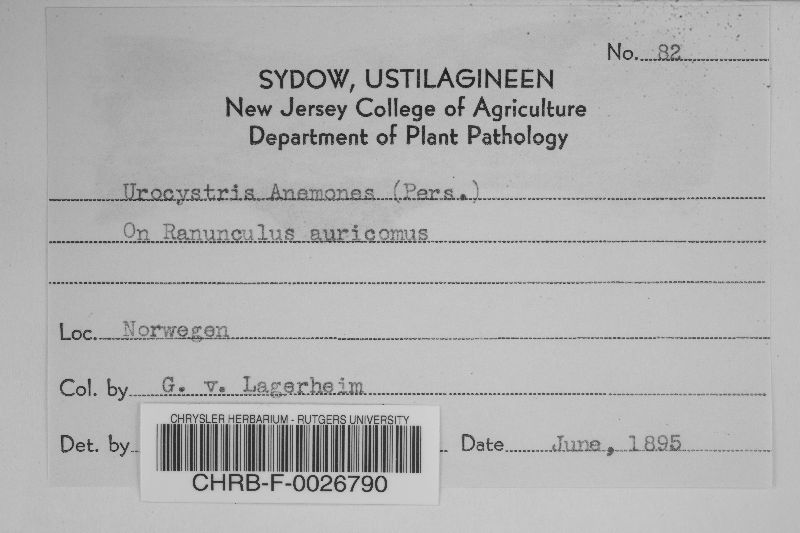 No. 82
SYDOW, USTILAGINEEN
New Jersey College of Agriculture
Department of Plant Pathology
Urocystris Anemones (Pers.)
On Ranunculus auricomus
Loc. Norwegen
Col. by G. v. Lagerheim
Det. by
Date June, 1895
CHRYSLER HERBARIUM - RUTGERS UNIVERSITY
CHRB-F-0026790